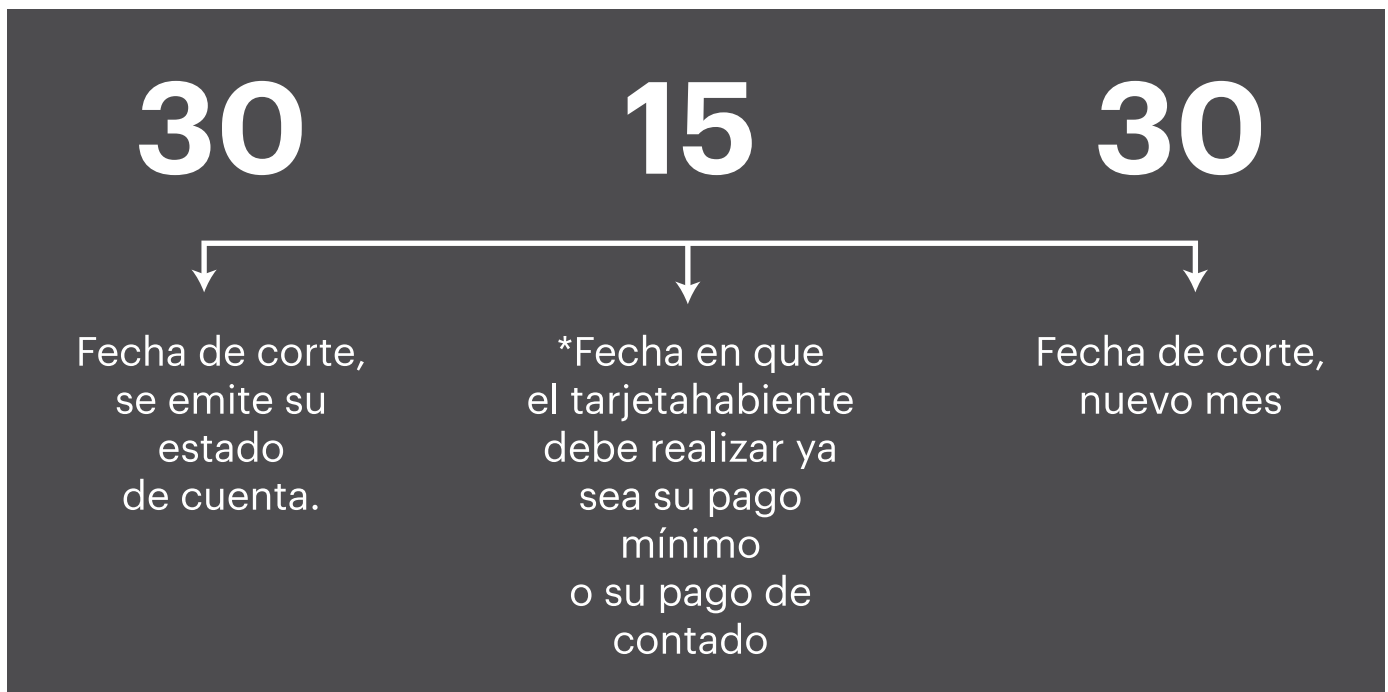 30
15
30
Fecha de corte,
se emite su
estado
de cuenta.
*Fecha en que
el tarjetahabiente
debe realizar ya
sea su pago
mínimo
o su pago de
contado
Fecha de corte,
nuevo mes